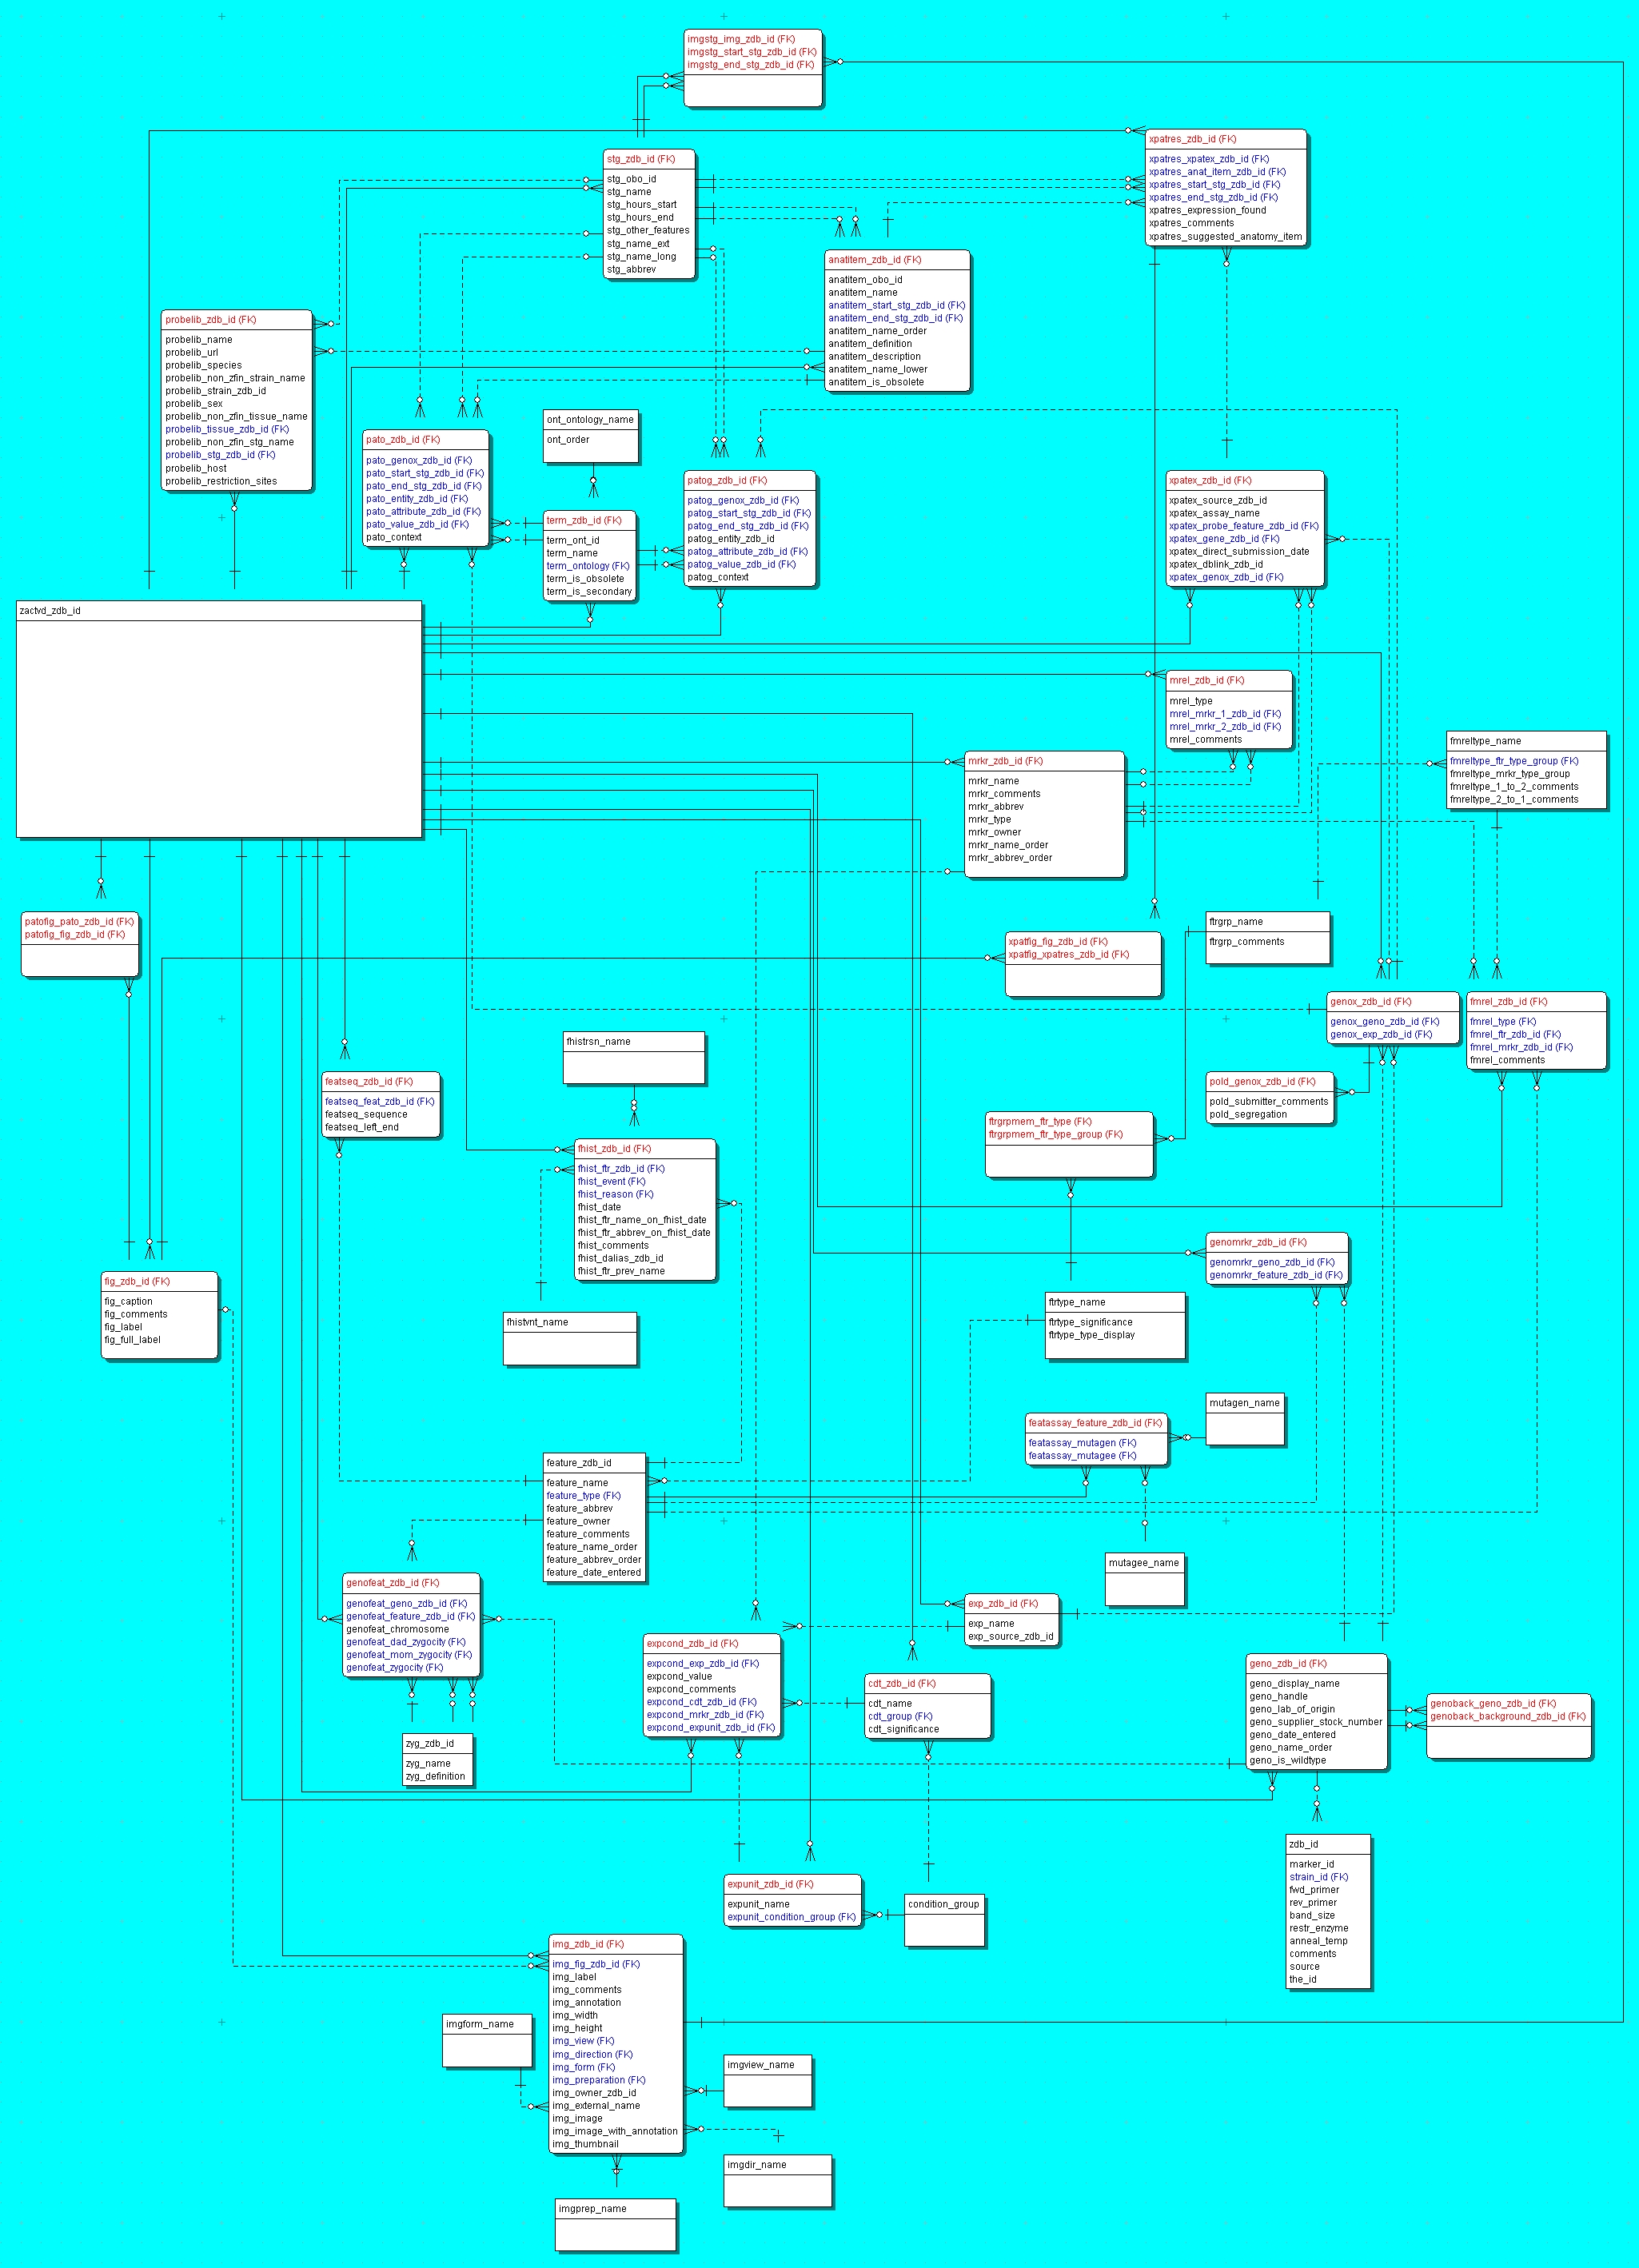 imgstg_img_zdb_id (FK)
imgstg_start_stg_zdb_id (FK)
imgstg_end_stg_zdb_id (FK)
xpatres_zdb_id (FK)
xpatres_xpatex_zdb_id (FK)
xpatres_anat_item_zdb_id (FK)
xpatres_start_stg_zdb_id (FK)
xpatres_end_stg_zdb_id (FK)
xpatres_expression_found
xpatres_comments
xpatres_suggested_anatomy_item
stg_zdb_id (FK)
stg_obo_id
stg_name
stg_hours_start
stg_hours_end
stg_other_features
stg_name_ext
stg_name_long
stg_abbrev
anatitem_zdb_id (FK)
anatitem_obo_id
anatitem_name
anatitem_start_stg_zdb_id (FK)
anatitem_end_stg_zdb_id (FK)
anatitem_name_order
anatitem_definition
anatitem_description
anatitem_name_lower
anatitem_is_obsolete
probelib_zdb_id (FK)
probelib_name
probelib_url
probelib_species
probelib_non_zfin_strain_name
probelib_strain_zdb_id
probelib_sex
probelib_non_zfin_tissue_name
probelib_tissue_zdb_id (FK)
probelib_non_zfin_stg_name
probelib_stg_zdb_id (FK)
probelib_host
probelib_restriction_sites
ont_ontology_name
ont_order
pato_zdb_id (FK)
pato_genox_zdb_id (FK)
pato_start_stg_zdb_id (FK)
pato_end_stg_zdb_id (FK)
pato_entity_zdb_id (FK)
pato_attribute_zdb_id (FK)
pato_value_zdb_id (FK)
pato_context
term_zdb_id (FK)
term_ont_id
term_name
term_ontology (FK)
term_is_obsolete
term_is_secondary
patog_zdb_id (FK)
patog_genox_zdb_id (FK)
patog_start_stg_zdb_id (FK)
patog_end_stg_zdb_id (FK)
patog_entity_zdb_id
patog_attribute_zdb_id (FK)
patog_value_zdb_id (FK)
patog_context
xpatex_zdb_id (FK)
xpatex_source_zdb_id
xpatex_assay_name
xpatex_probe_feature_zdb_id (FK)
xpatex_gene_zdb_id (FK)
xpatex_direct_submission_date
xpatex_dblink_zdb_id
xpatex_genox_zdb_id (FK)
zactvd_zdb_id
mrel_zdb_id (FK)
mrel_type
mrel_mrkr_1_zdb_id (FK)
mrel_mrkr_2_zdb_id (FK)
mrel_comments
mrkr_zdb_id (FK)
mrkr_name
mrkr_comments
mrkr_abbrev
mrkr_type
mrkr_owner
mrkr_name_order
mrkr_abbrev_order
fmreltype_name
fmreltype_ftr_type_group (FK)
fmreltype_mrkr_type_group
fmreltype_1_to_2_comments
fmreltype_2_to_1_comments
patofig_pato_zdb_id (FK)
patofig_fig_zdb_id (FK)
xpatfig_fig_zdb_id (FK)
xpatfig_xpatres_zdb_id (FK)
ftrgrp_name
ftrgrp_comments
genox_zdb_id (FK)
genox_geno_zdb_id (FK)
genox_exp_zdb_id (FK)
fmrel_zdb_id (FK)
fmrel_type (FK)
fmrel_ftr_zdb_id (FK)
fmrel_mrkr_zdb_id (FK)
fmrel_comments
fhistrsn_name
featseq_zdb_id (FK)
featseq_feat_zdb_id (FK)
featseq_sequence
featseq_left_end
pold_genox_zdb_id (FK)
pold_submitter_comments
pold_segregation
ftrgrpmem_ftr_type (FK)
ftrgrpmem_ftr_type_group (FK)
fhist_zdb_id (FK)
fhist_ftr_zdb_id (FK)
fhist_event (FK)
fhist_reason (FK)
fhist_date
fhist_ftr_name_on_fhist_date
fhist_ftr_abbrev_on_fhist_date
fhist_comments
fhist_dalias_zdb_id
fhist_ftr_prev_name
genomrkr_zdb_id (FK)
genomrkr_geno_zdb_id (FK)
genomrkr_feature_zdb_id (FK)
fig_zdb_id (FK)
fig_caption
fig_comments
fig_label
fig_full_label
fhistvnt_name
ftrtype_name
ftrtype_significance
ftrtype_type_display
mutagen_name
featassay_feature_zdb_id (FK)
featassay_mutagen (FK)
featassay_mutagee (FK)
feature_zdb_id
feature_name
feature_type (FK)
feature_abbrev
feature_owner
feature_comments
feature_name_order
feature_abbrev_order
feature_date_entered
mutagee_name
genofeat_zdb_id (FK)
genofeat_geno_zdb_id (FK)
genofeat_feature_zdb_id (FK)
genofeat_chromosome
genofeat_dad_zygocity (FK)
genofeat_mom_zygocity (FK)
genofeat_zygocity (FK)
exp_zdb_id (FK)
exp_name
exp_source_zdb_id
expcond_zdb_id (FK)
expcond_exp_zdb_id (FK)
expcond_value
expcond_comments
expcond_cdt_zdb_id (FK)
expcond_mrkr_zdb_id (FK)
expcond_expunit_zdb_id (FK)
cdt_zdb_id (FK)
cdt_name
cdt_group (FK)
cdt_significance
geno_zdb_id (FK)
geno_display_name
geno_handle
geno_lab_of_origin
geno_supplier_stock_number
geno_date_entered
geno_name_order
geno_is_wildtype
genoback_geno_zdb_id (FK)
genoback_background_zdb_id (FK)
zyg_zdb_id
zyg_name
zyg_definition
zdb_id
marker_id
strain_id (FK)
fwd_primer
rev_primer
band_size
restr_enzyme
anneal_temp
comments
source
the_id
expunit_zdb_id (FK)
expunit_name
expunit_condition_group (FK)
condition_group
img_zdb_id (FK)
img_fig_zdb_id (FK)
img_label
img_comments
img_annotation
img_width
img_height
img_view (FK)
img_direction (FK)
img_form (FK)
img_preparation (FK)
img_owner_zdb_id
img_external_name
img_image
img_image_with_annotation
img_thumbnail
imgform_name
imgview_name
imgdir_name
imgprep_name